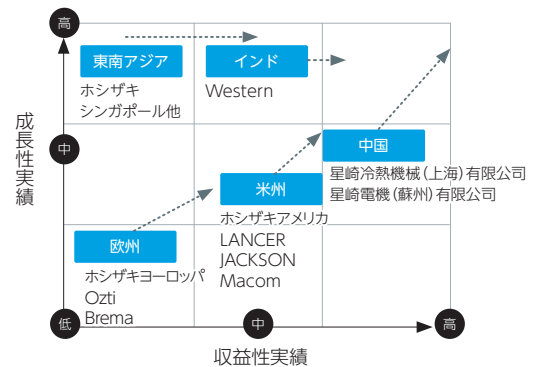 高
東南アジア
インド
ホシザキ
シンガポール他
Western
成長性実績
中
中国
星崎冷熱機械(上海)有限公司
星崎電機(蘇州)有限公司
米州
ホシザキアメリカ
LANCER
JACKSON
Macom
欧州
ホシザキヨーロッパ
Ozti
Brema
低
中
高
収益性実績